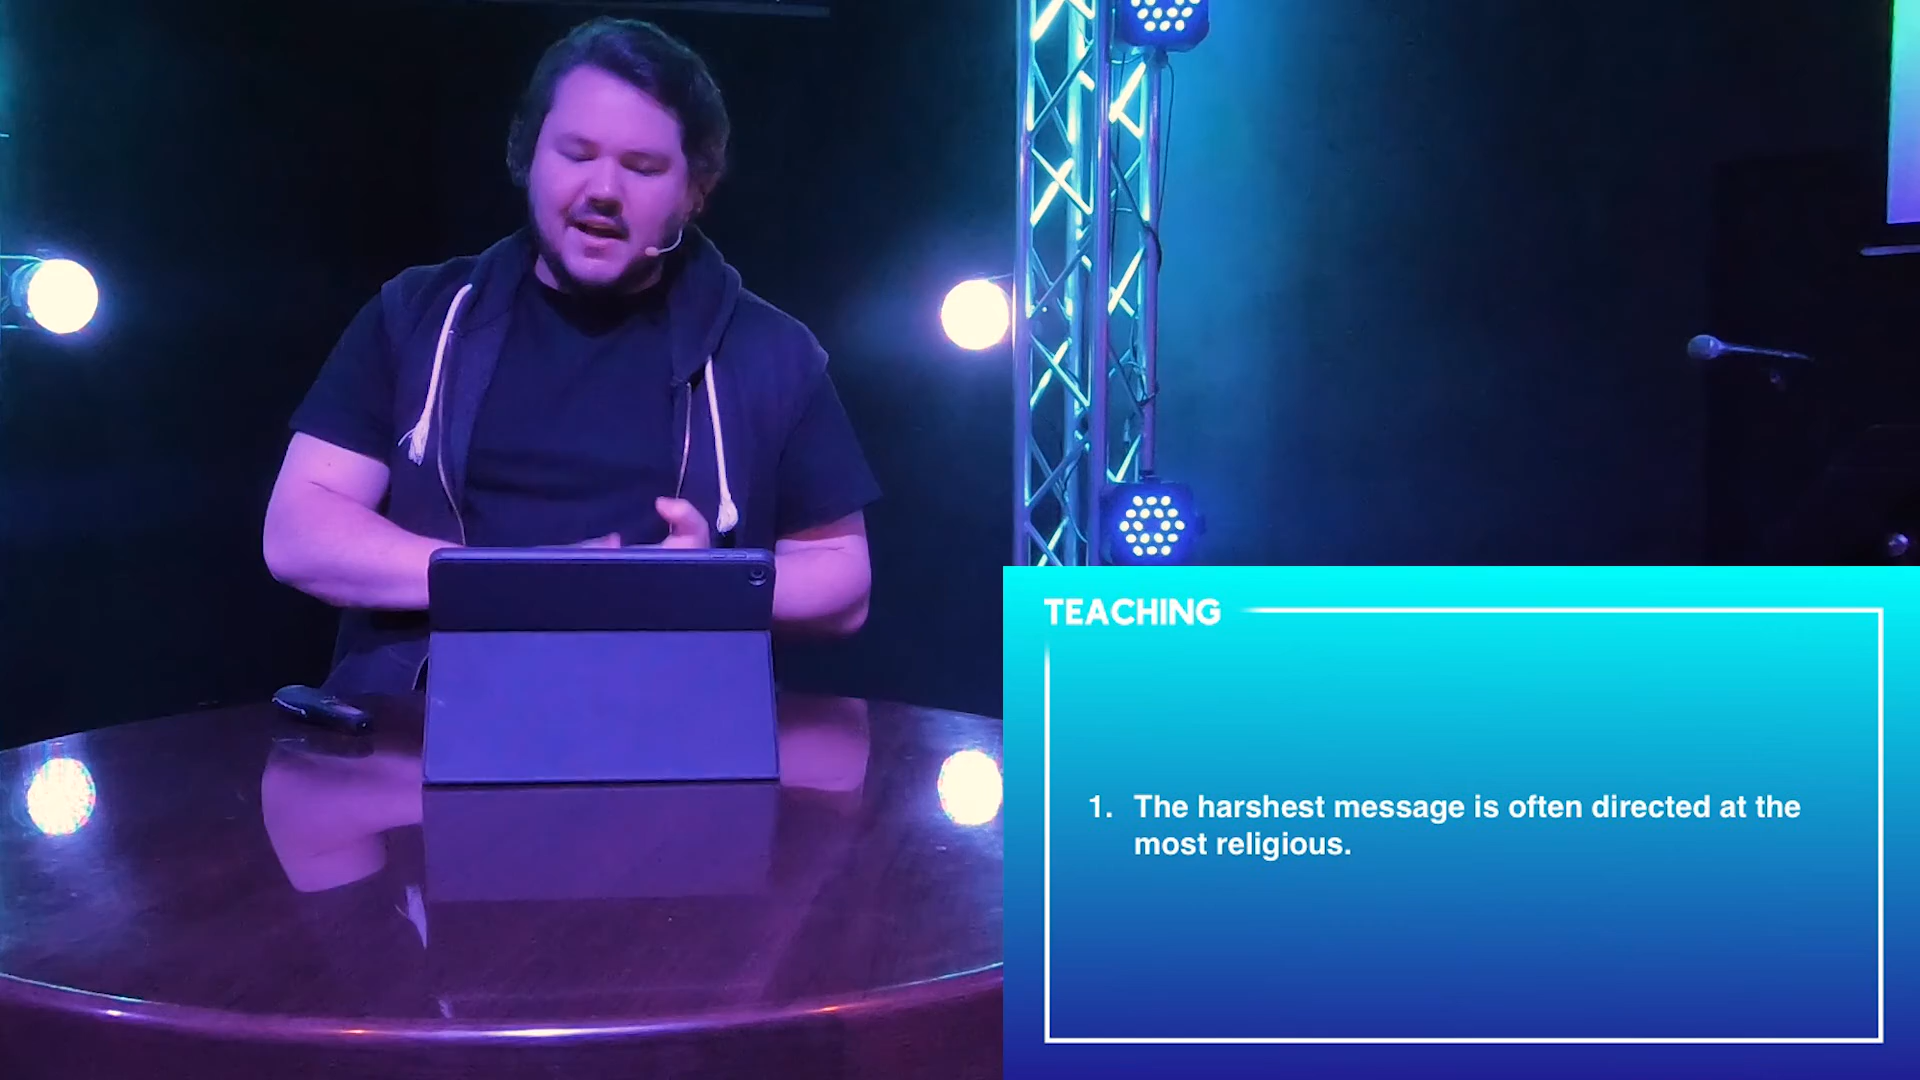 TEACHING
1. The harshest message is often directed at the
most religious.